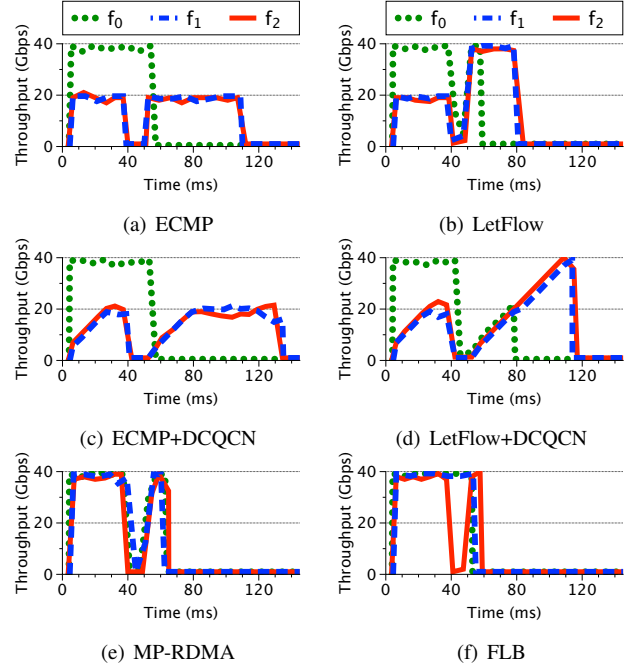 f0 f1 f2 f0 f1 f2
Throughput (Gbps)
40
20
0
0 40 80 120
Time (ms)
(a) ECMP
Throughput (Gbps)
40
20
0
0 40 80 120
Time (ms)
(b) LetFlow
Throughput (Gbps)
40
20
0
0 40 80 120
Time (ms)
(c) ECMP+DCQCN
Throughput (Gbps)
40
20
0
0 40 80 120
Time (ms)
(d) LetFlow+DCQCN
Throughput (Gbps)
40
20
0
0 40 80 120
Time (ms)
(e) MP-RDMA
Throughput (Gbps)
40
20
0
0 40 80 120
Time (ms)
(f) FLB